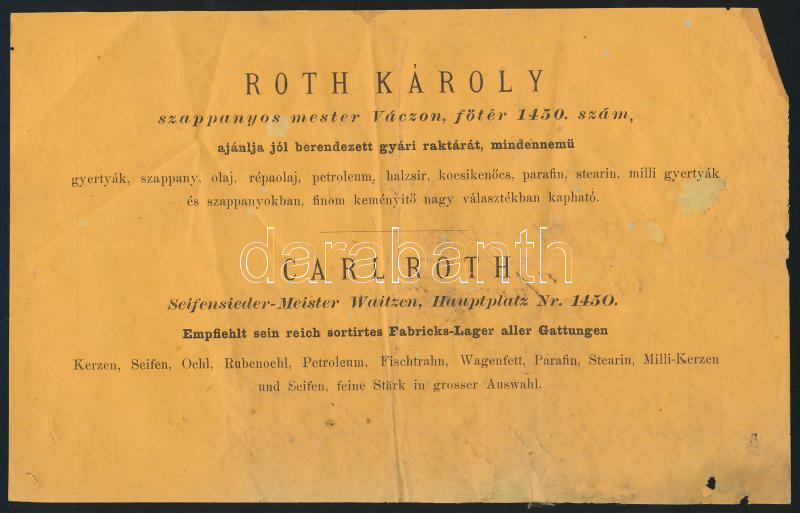 ROTH KÁROLY
szappanyos mester Váczon, főtér 1450. szám,
ajánlja jól berendezett gyári raktárát, mindennemü
gyertyák, szappany, olaj, répaolaj, petroleum, halzsír, kocsikenőcs, parafin, stearin, milli gyertyák
és szappanyokban, finom keményitő nagy választékban kapható.
darabanth
CARL ROTH
Seifensieder-Meister Waitzen, Hauptplatz Nr. 1450.
Empfiehlt sein reich sortirtes Fabricks-Lager aller Gattungen
Kerzen, Seifen, Oehl, Rubenoehl, Petroleum, Fischtrahn, Wagenfett, Parafin, Stearin, Milli-Kerzen
und Seifen, feine Stärk in grosser Auswahl.